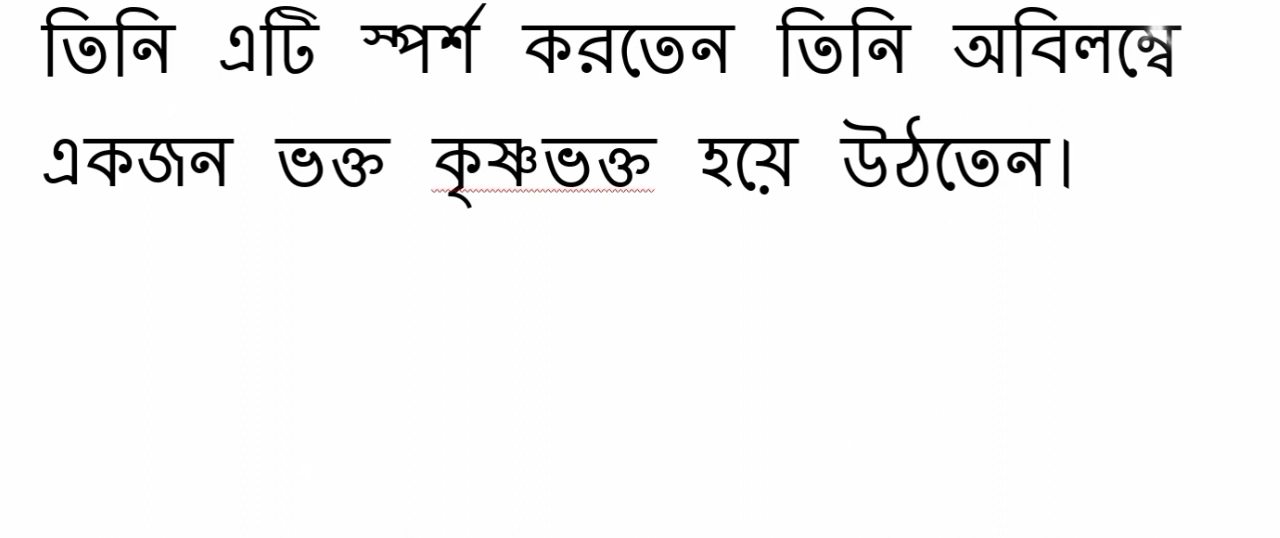 তিনি এটি স্পর্শ করতেন তিনি অবিলম্বে
একজন ভক্ত কৃষ্ণভক্ত হয়ে উঠতেন।